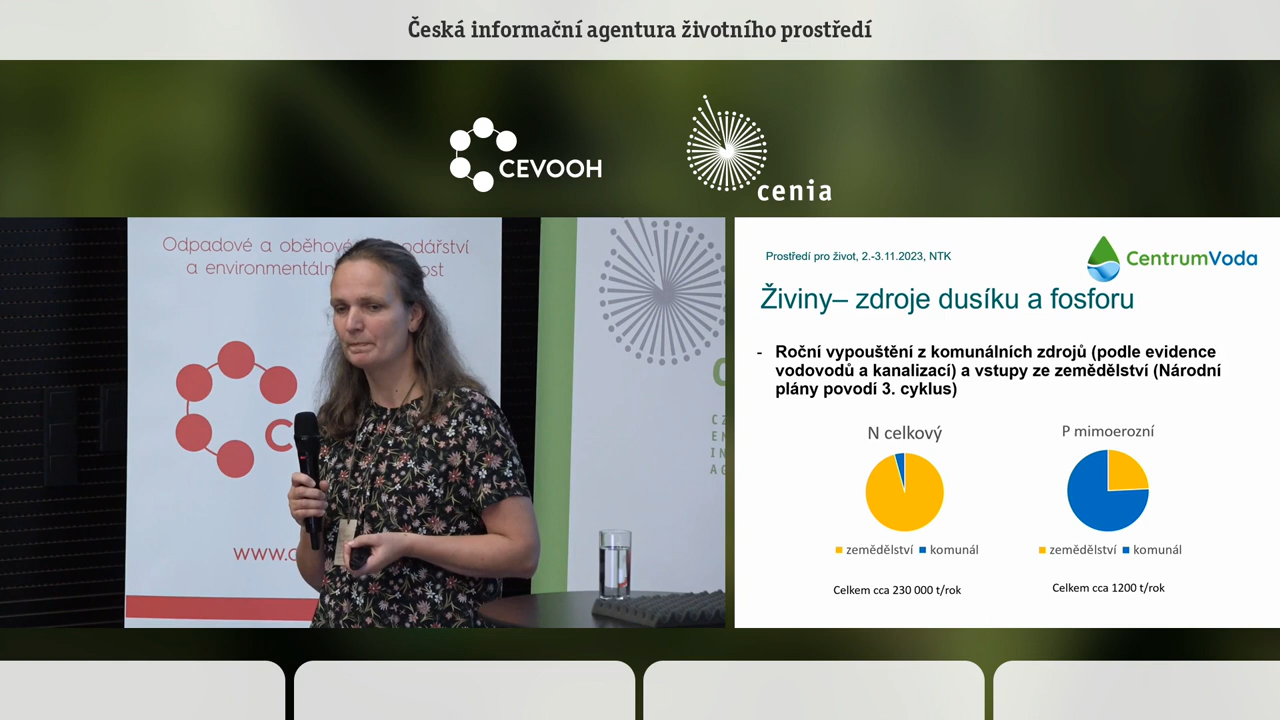 Česká informační agentura životního prostředí
CEVOOH
cenia
Odpadové a oběhové
a environmentáln
www.
Prostředí pro život, 2.-3.11.2023, NTK
CentrumVoda
Živiny– zdroje dusíku a fosforu
- Roční vypouštění z komunálních zdrojů (podle evidence
vodovodů a kanalizací) a vstupy ze zemědělství (Národní
plány povodí 3. cyklus)
N celkový
P mimoerozní
zemědělství komunál
zemědělství komunál
Celkem cca 230 000 t/rok
Celkem cca 1200 t/rok